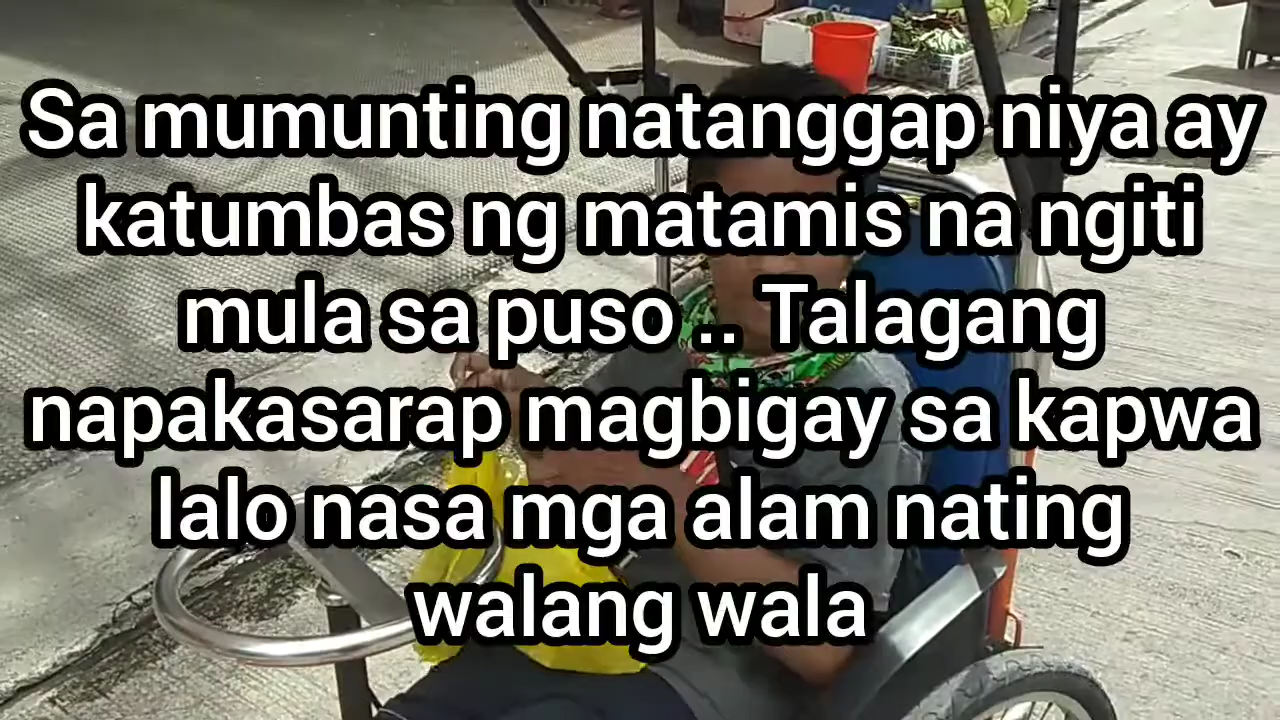 Sa mumunting natanggap niya ay
katumbas ng matamis na ngiti
mula sa puso .. Talagang
napakasarap magbigay sa kapwa
lalo nasa mga alam nating
walang wala